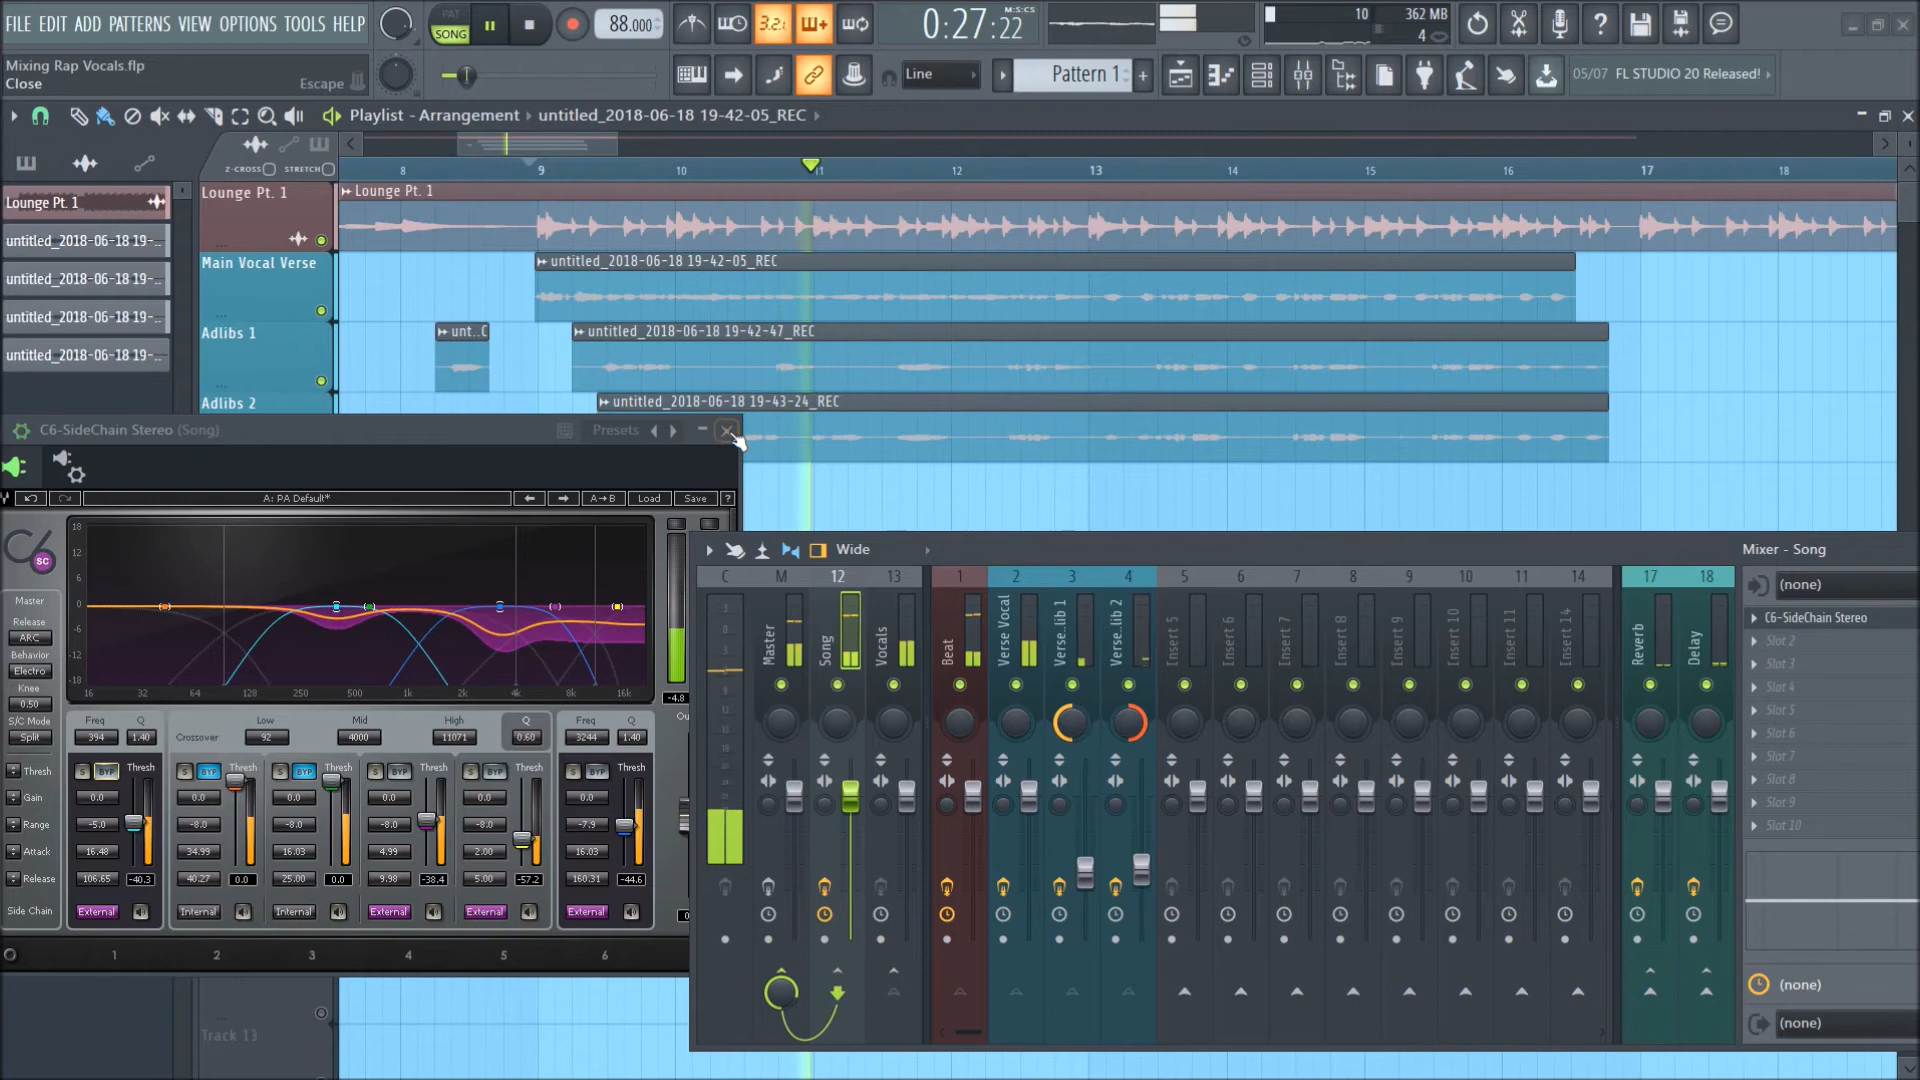 FILE EDIT ADD PATTERNS VIEW OPTIONS TOOLS HELP
PAT
SONG
88.000
3.2.
0:27:22
M:S:CS
10
362 MB
4
Mixing Rap Vocals.flp
Close
Escape
Line
Pattern 1
05/07 FL STUDIO 20 Released!
Playlist - Arrangement
untitled_2018-06-18 19-42-05_REC
Z-CROSS
STRETCH
8
9
10
11
12
13
14
15
16
17
18
Lounge Pt. 1
untitled_2018-06-18 19-..
untitled_2018-06-18 19-..
untitled_2018-06-18 19-..
untitled_2018-06-18 19-..
Lounge Pt. 1
Lounge Pt. 1
Main Vocal Verse
untitled_2018-06-18 19-42-05_REC
Adlibs 1
unt..C
untitled_2018-06-18 19-42-47_REC
Adlibs 2
untitled_2018-06-18 19-43-24_REC
C6-SideChain Stereo (Song)
Presets
A: PA Default*
A→B
Load
Save
?
SC
18
12
6
0
-6
-12
-18
16
32
64
128
250
500
1k
2k
4k
8k
16k
-4.8
Master
Release
ARC
Behavior
Electro
Knee
0.50
S/C Mode
Split
Freq
Q
394
1.40
Low
Mid
High
Q
Crossover
92
4000
11071
0.60
Freq
Q
3244
1.40
Thresh
S
BYP
Thresh
S
BYP
Thresh
S
BYP
Thresh
S
BYP
Thresh
S
BYP
Thresh
S
BYP
Thresh
Gain
0.0
0.0
0.0
0.0
0.0
0.0
Range
-5.0
-8.0
-8.0
-8.0
-8.0
-7.9
Attack
16.48
34.99
16.03
4.99
2.00
16.03
Release
106.65
-40.3
40.27
0.0
25.00
0.0
9.98
-38.4
5.00
-57.2
160.31
-44.6
Side Chain
External
Internal
Internal
External
External
External
1
2
3
4
5
6
Track 13
Wide
Mixer - Song
C
M
12
13
1
2
3
4
5
6
7
8
9
10
11
12
13
14
17
18
Master
Song
Vocals
Beat
Verse Vocal
Verse..lib 1
Verse..lib 2
Insert 5
Insert 6
Insert 7
Insert 8
Insert 9
Insert 10
Insert 11
Insert 14
Reverb
Delay
(none)
C6-SideChain Stereo
Slot 2
Slot 3
Slot 4
Slot 5
Slot 6
Slot 7
Slot 8
Slot 9
Slot 10
(none)
(none)